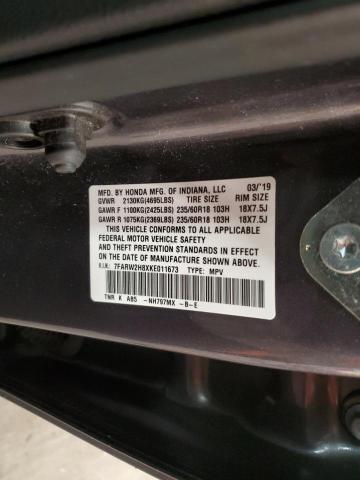 MFD. BY HONDA MFG. OF INDIANA, LLC 03/'19
GVWR 2130KG(4695LBS) TIRE SIZE RIM SIZE
GAWR F 1100KG(2425LBS) 235/60R18 103H 18X7.5J
GAWR R 1075KG(2369LBS) 235/60R18 103H 18X7.5J
THIS VEHICLE CONFORMS TO ALL APPLICABLE
FEDERAL MOTOR VEHICLE SAFETY
AND THEFT PREVENTION STANDARDS IN EFFECT ON
THE DATE OF MANUFACTURE SHOWN ABOVE.
V.I.N.: 7FARW2H8XKE011673 TYPE: MPV
TNR K AB5 -NH797MX -B-E